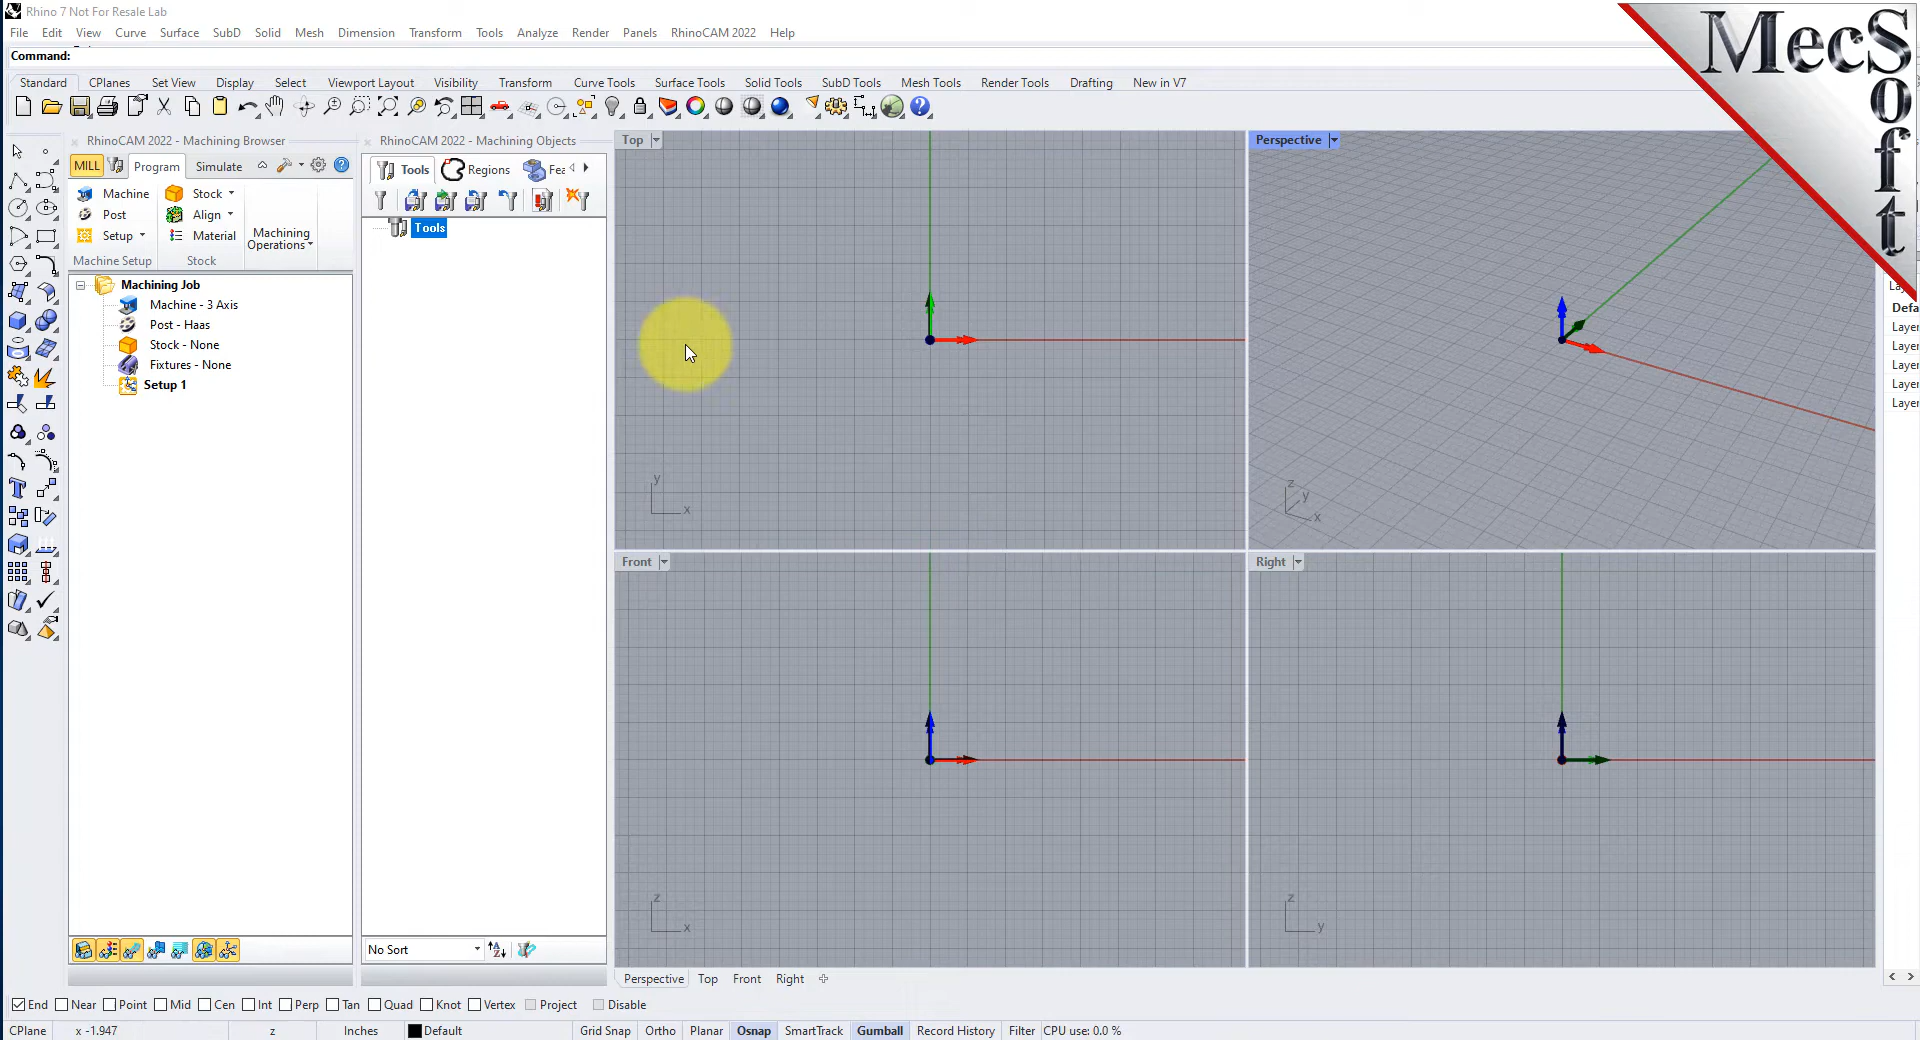 Rhino 7 Not For Resale Lab
File Edit View Curve Surface SubD Solid Mesh Dimension Transform Tools Analyze Render Panels RhinoCAM 2022 Help
Command:
Standard CPlanes Set View Display Select Viewport Layout Visibility Transform Curve Tools Surface Tools Solid Tools SubD Tools Mesh Tools Render Tools Drafting New in V7
MecSoft
RhinoCAM 2022 - Machining Browser
MILL Program Simulate
Machine Stock
Post Align
Setup Material
Machining
Operations
Machine Setup Stock
Machining Job
Machine - 3 Axis
Post - Haas
Stock - None
Fixtures - None
Setup 1
RhinoCAM 2022 - Machining Objects
Tools Regions Fea
Tools
No Sort
Top
y
x
Perspective
z
y
x
Front
z
x
Right
z
y
Defa
Layer
Layer
Layer
Layer
Layer
Perspective Top Front Right
End Near Point Mid Cen Int Perp Tan Quad Knot Vertex Project Disable
CPlane x -1.947 z Inches Default Grid Snap Ortho Planar Osnap SmartTrack Gumball Record History Filter CPU use: 0.0 %